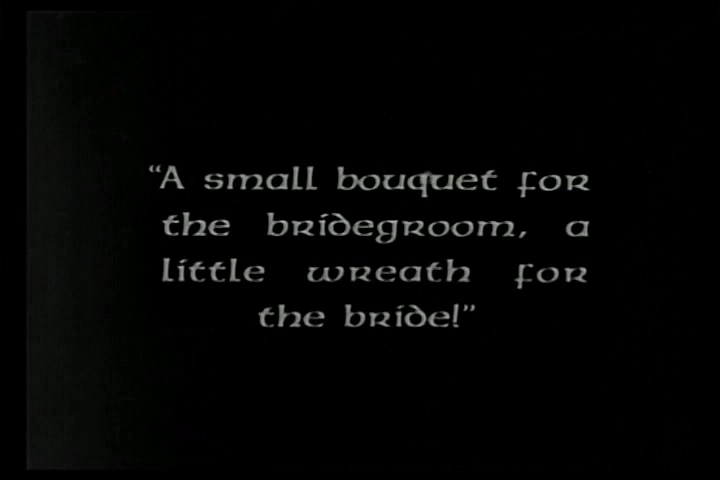 “A small bouquet for
the bridegroom, a
little wreath for
the bride!”